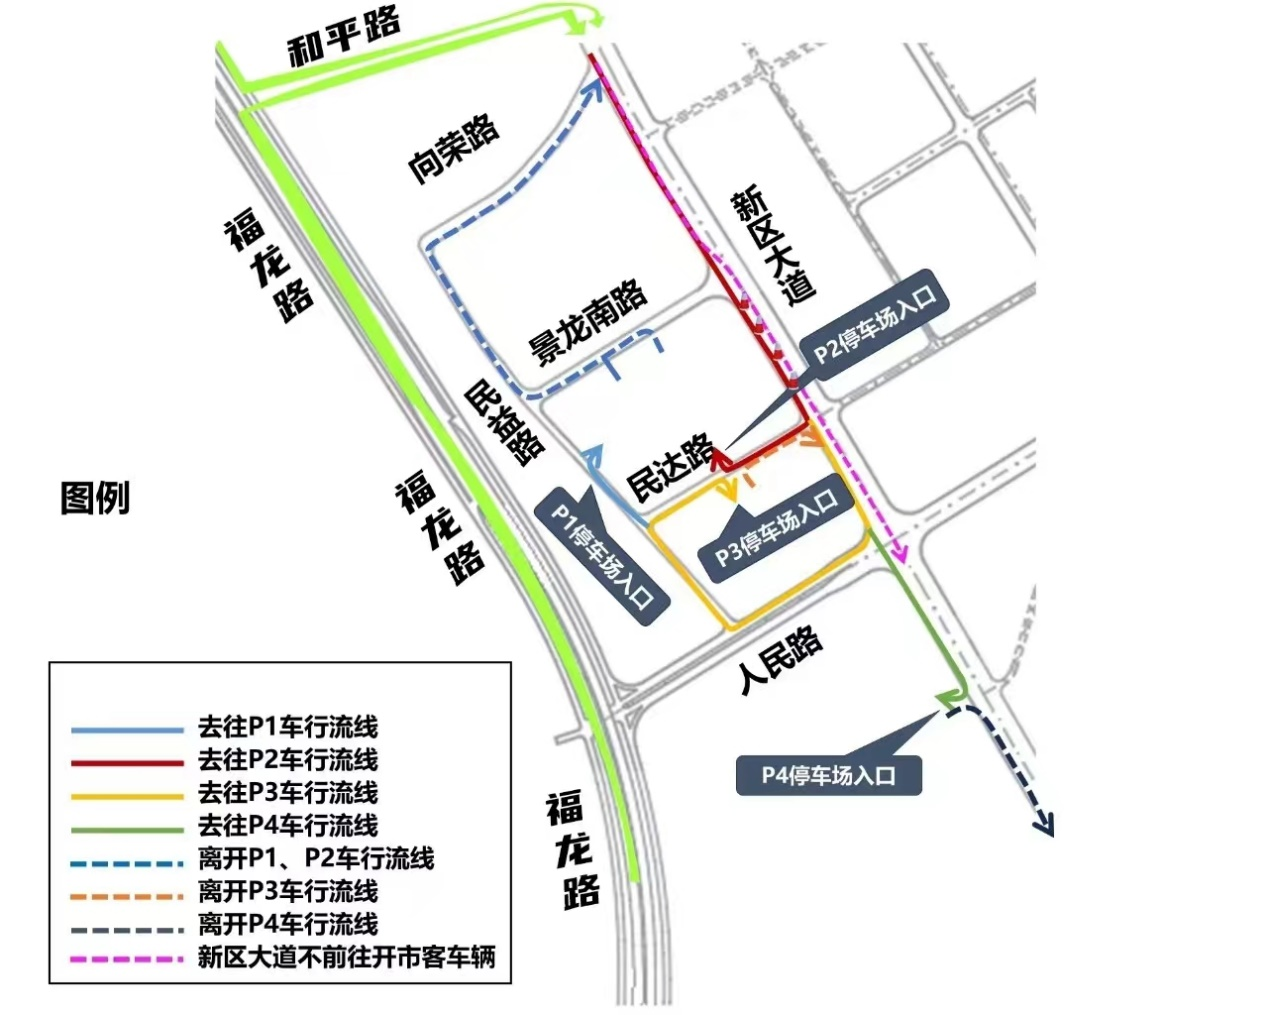 和平路
向荣路
福龙路
新区大道
景龙南路
P2停车场入口
民益路
民达路
福龙路
图例
P1停车场入口
P3停车场入口
人民路
P4停车场入口
福龙路
去往P1车行流线
去往P2车行流线
去往P3车行流线
去往P4车行流线
离开P1、P2车行流线
离开P3车行流线
离开P4车行流线
新区大道不前往开市客车辆